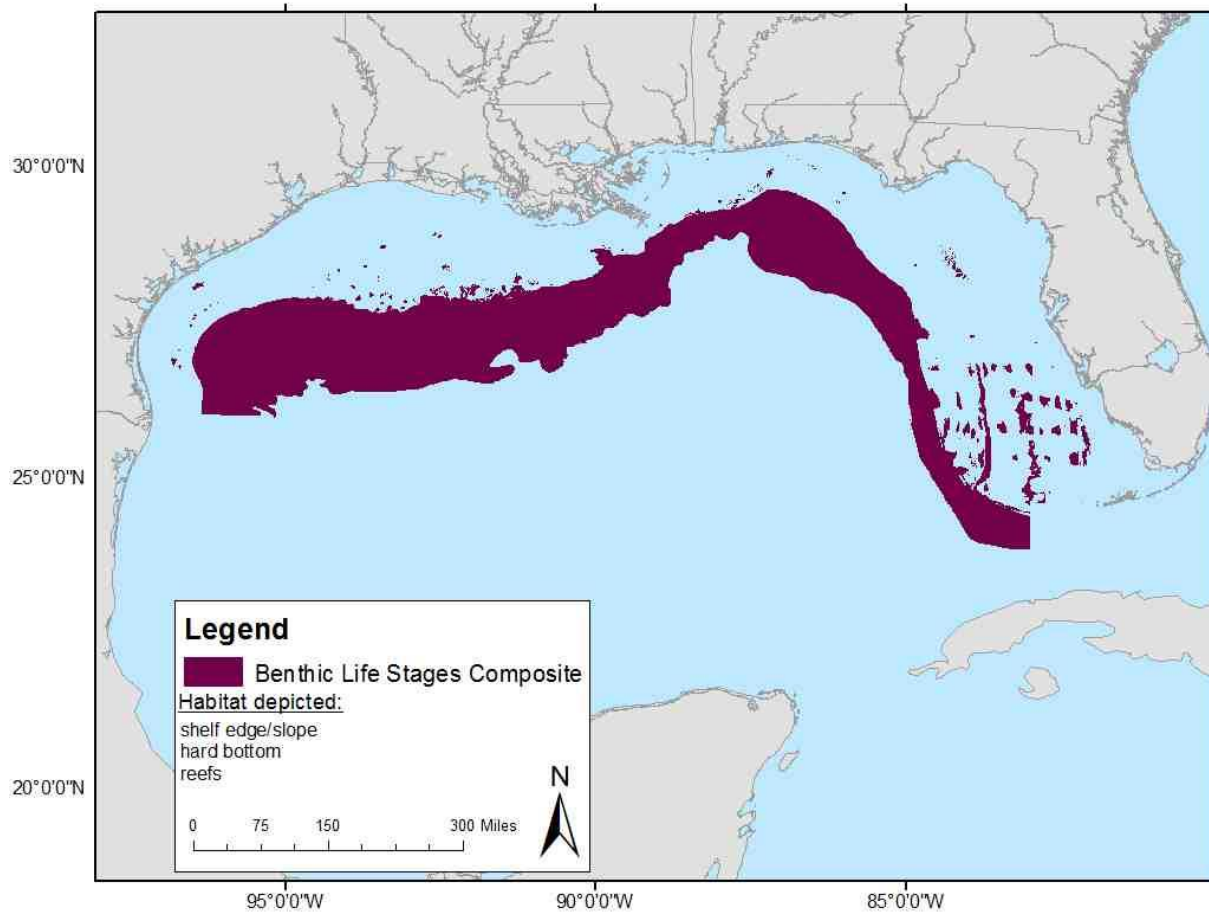 30°0'0"N
25°0'0"N
20°0'0"N
Legend
Benthic Life Stages Composite
Habitat depicted:
shelf edge/slope
hard bottom
reefs
N
0 75 150 300 Miles
95°0'0"W 90°0'0"W 85°0'0"W